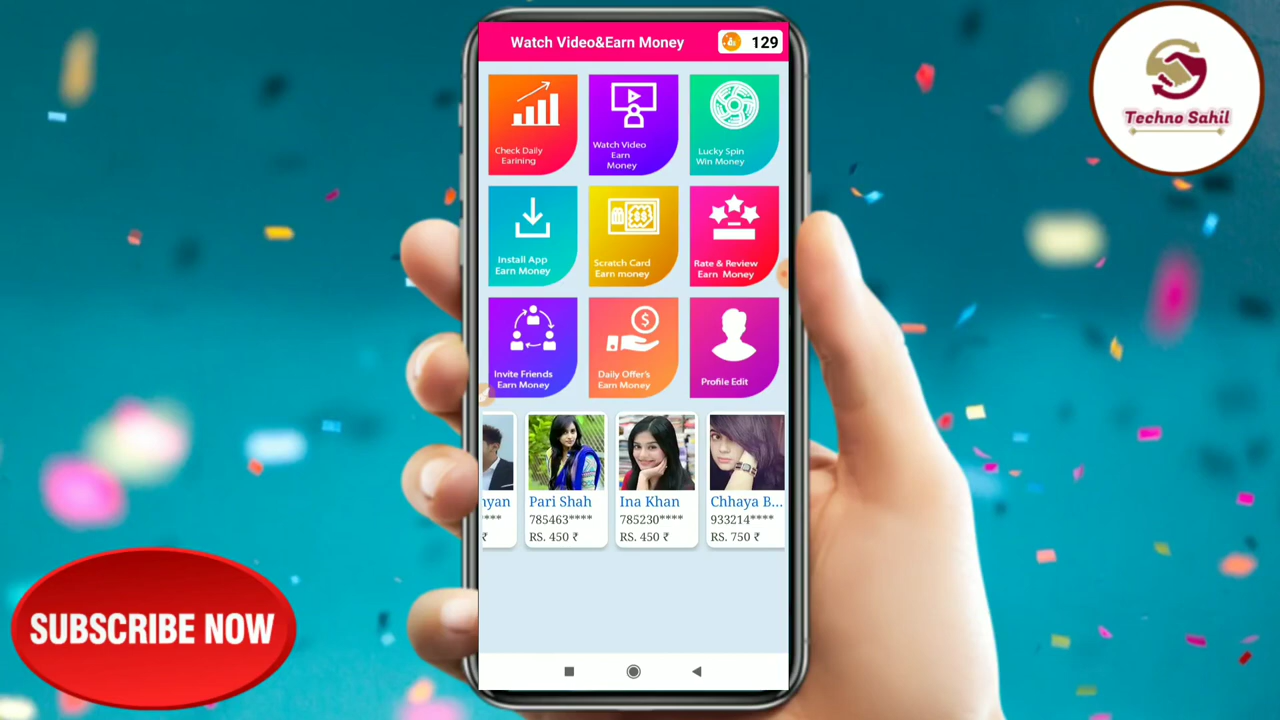 Watch Video&Earn Money
129
Techno Sahil
Check Daily
Earining
Watch Video
Earn
Money
Lucky Spin
Win Money
Install App
Earn Money
Scratch Card
Earn money
Rate & Review
Earn Money
Invite Friends
Earn Money
Daily Offer's
Earn Money
Profile Edit
nyan
***
₹
Pari Shah
785463****
RS. 450 ₹
Ina Khan
785230****
RS. 450 ₹
Chhaya B...
933214****
RS. 750 ₹
SUBSCRIBE NOW